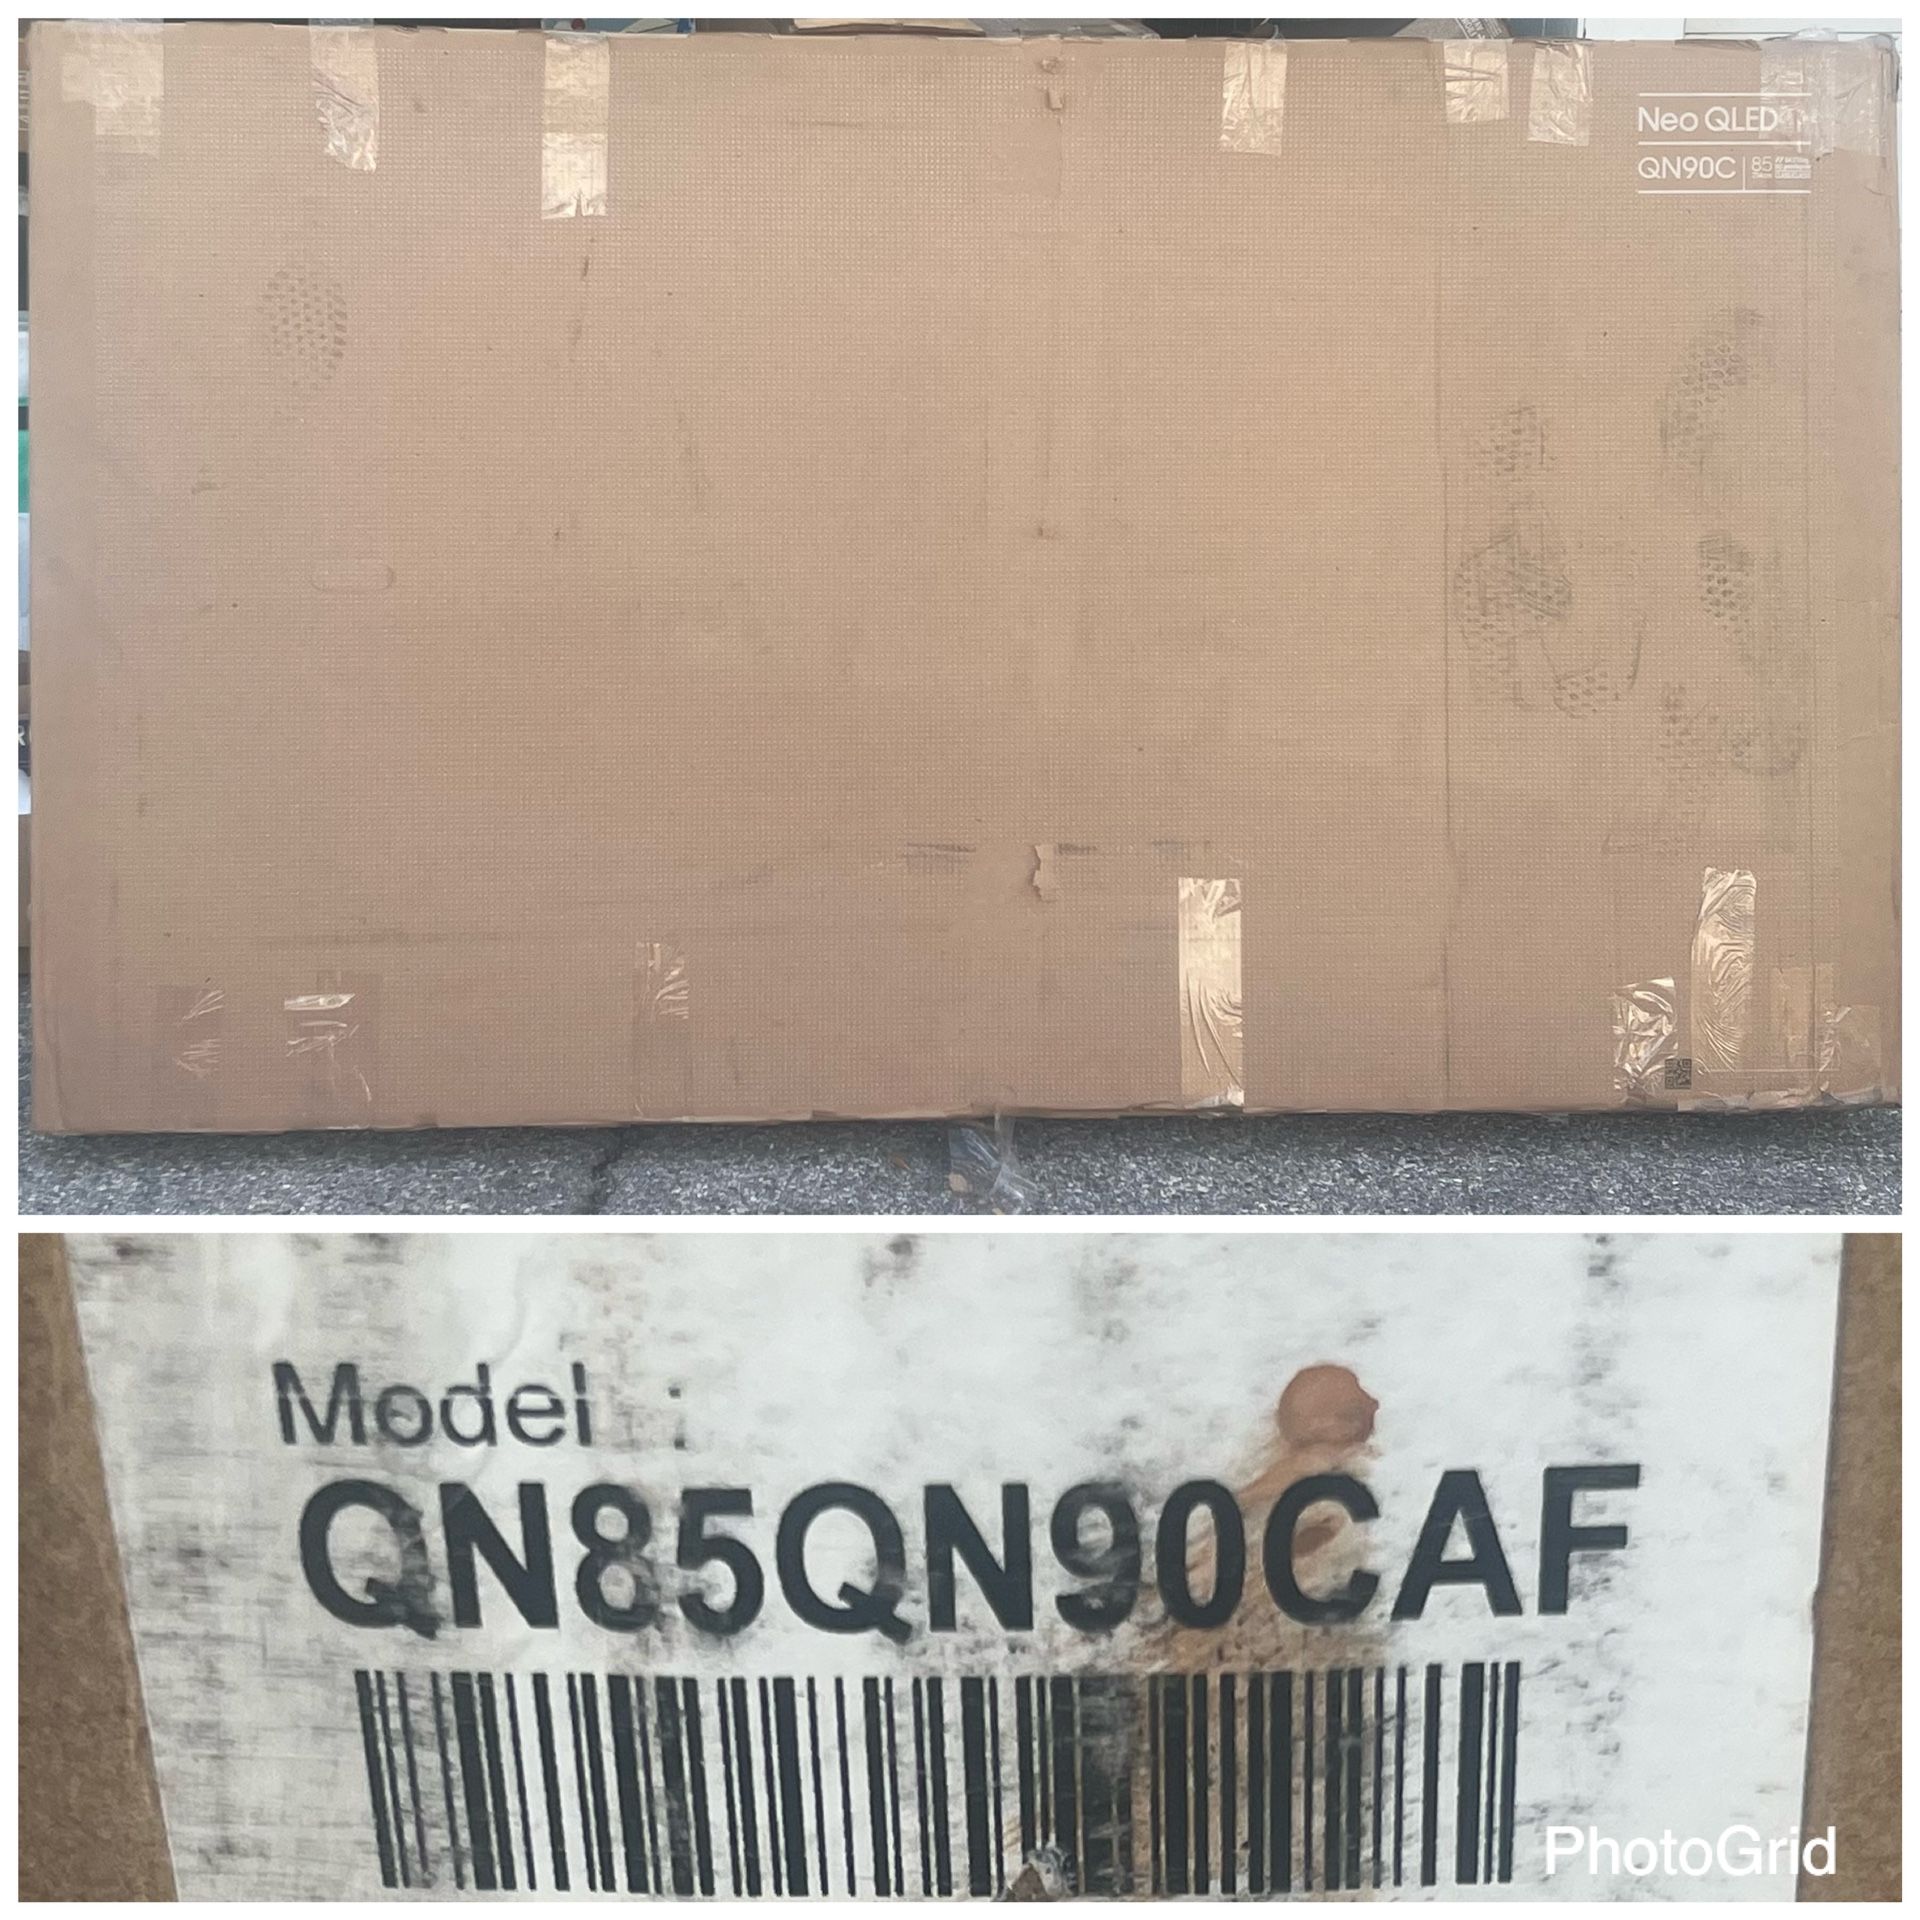 Neo QLED
QN90C 85
Model :
QN85QN90CAF
PhotoGrid